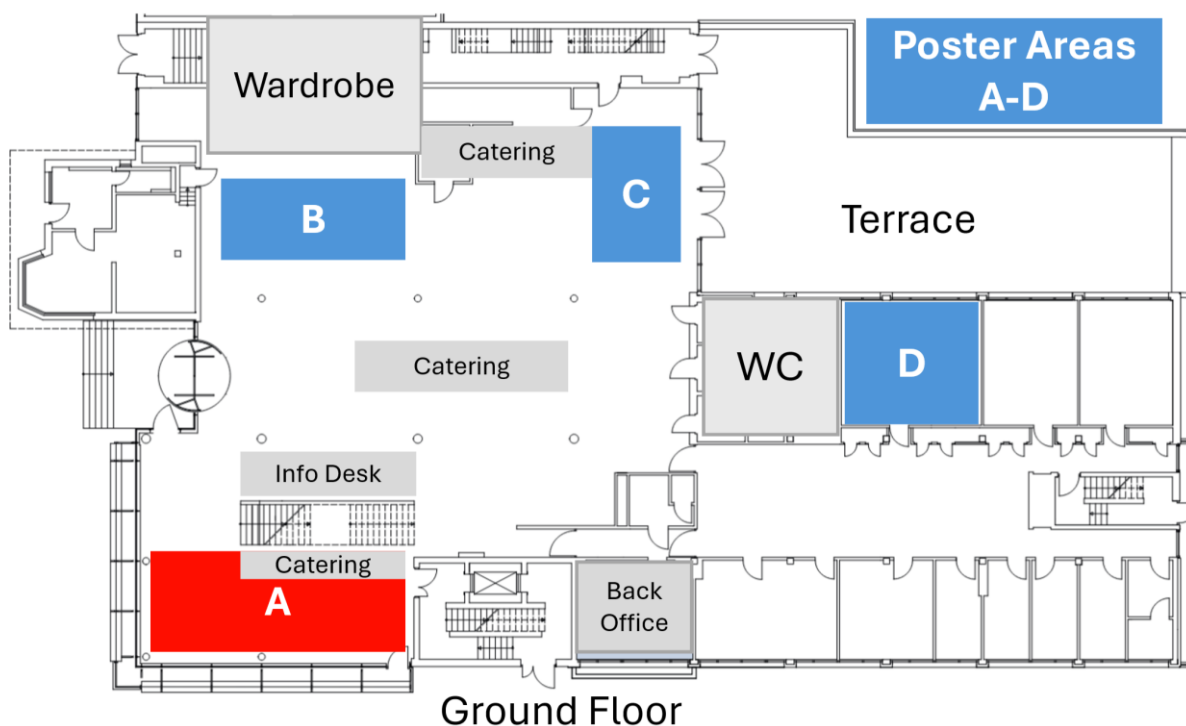 Poster Areas
A-D
Wardrobe
Catering
C
B
Terrace
Catering
WC
D
Info Desk
Catering
A
Back
Office
Ground Floor